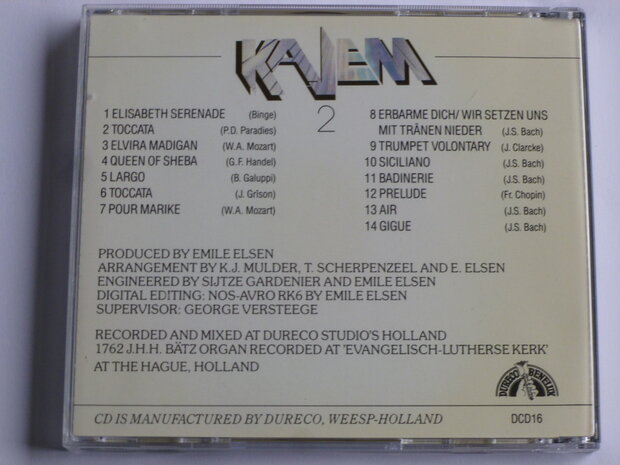 KAJEM
2
1 ELISABETH SERENADE (Binge)
2 TOCCATA (P.D. Paradies)
3 ELVIRA MADIGAN (W.A. Mozart)
4 QUEEN OF SHEBA (G.F. Handel)
5 LARGO (B. Galuppi)
6 TOCCATA (J. Grison)
7 POUR MARIKE (W.A. Mozart)
8 ERBARME DICH/ WIR SETZEN UNS
MIT TRÄNEN NIEDER (J.S. Bach)
9 TRUMPET VOLONTARY (J. Clarcke)
10 SICILIANO (J.S. Bach)
11 BADINERIE (J.S. Bach)
12 PRELUDE (Fr. Chopin)
13 AIR (J.S. Bach)
14 GIGUE (J.S. Bach)
PRODUCED BY EMILE ELSEN
ARRANGEMENT BY K.J. MULDER, T. SCHERPENZEEL AND E. ELSEN
ENGINEERED BY SIJTZE GARDENIER AND EMILE ELSEN
DIGITAL EDITING: NOS-AVRO RK6 BY EMILE ELSEN
SUPERVISOR: GEORGE VERSTEEGE
RECORDED AND MIXED AT DURECO STUDIO'S HOLLAND
1762 J.H.H. BÄTZ ORGAN RECORDED AT 'EVANGELISCH-LUTHERSE KERK'
AT THE HAGUE, HOLLAND
DURECO BENELUX
CD IS MANUFACTURED BY DURECO, WEESP-HOLLAND
DCD16